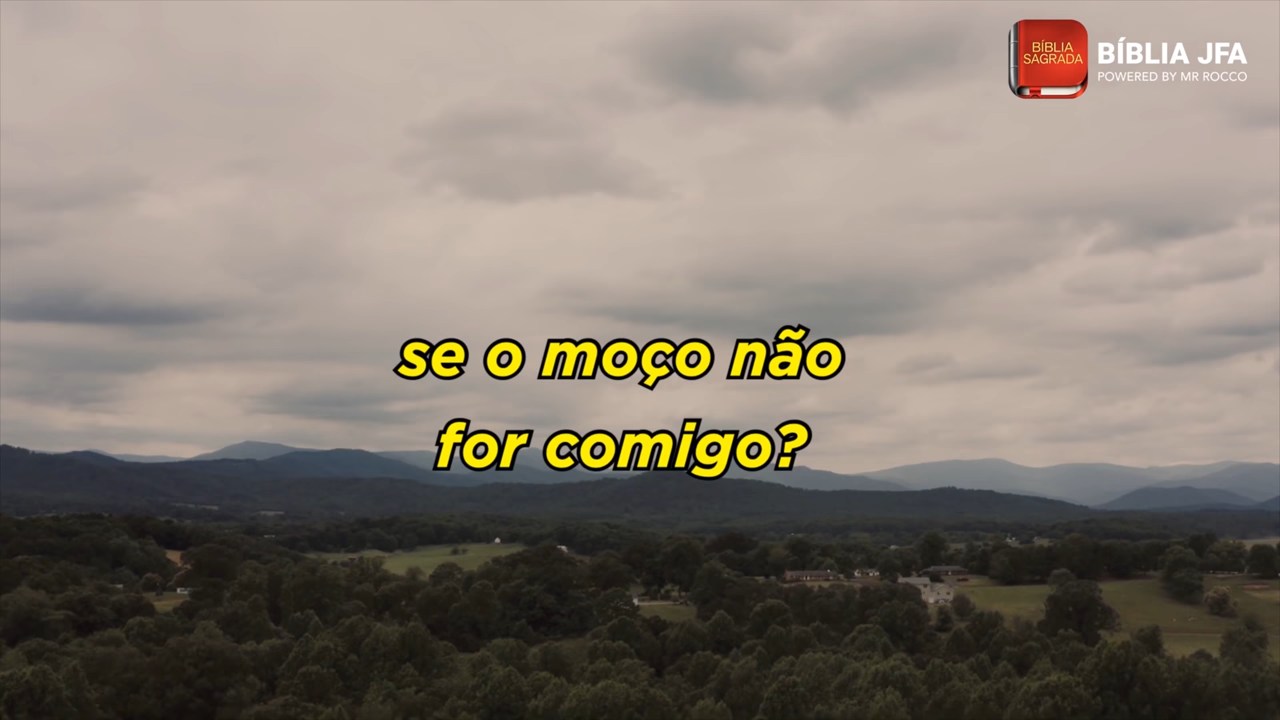 BÍBLIA
SAGRADA
BÍBLIA JFA
POWERED BY MR ROCCO
se o moço não
for comigo?